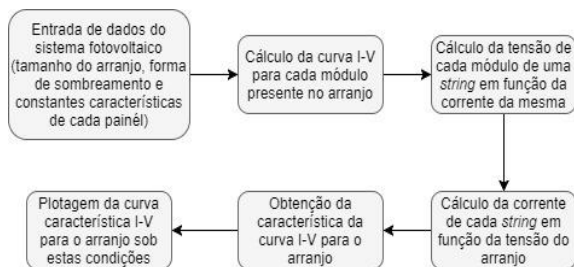 Entrada de dados do
sistema fotovoltaico
(tamanho do arranjo, forma
de sombreamento e
constantes características
de cada painél)
Cálculo da curva I-V
para cada módulo
presente no arranjo
Cálculo da tensão de
cada módulo de uma
string em função da
corrente da mesma
Cálculo da corrente
de cada string em
função da tensão do
arranjo
Obtenção da
característica da
curva I-V para o
arranjo
Plotagem da curva
característica I-V
para o arranjo sob
estas condições